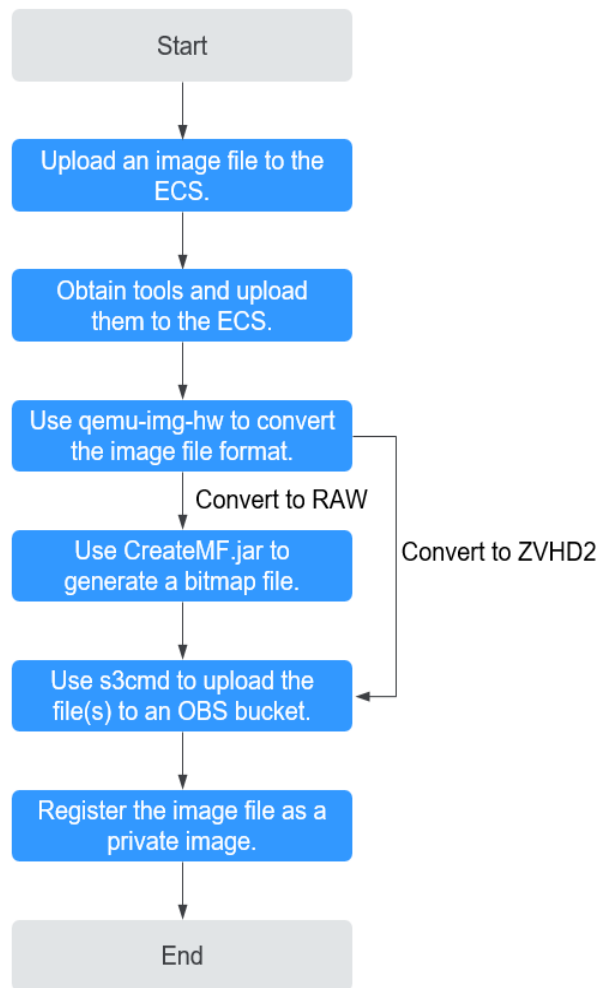 Start
Upload an image file to the
ECS.
Obtain tools and upload
them to the ECS.
Use qemu-img-hw to convert
the image file format.
Convert to RAW
Use CreateMF.jar to
generate a bitmap file.
Convert to ZVHD2
Use s3cmd to upload the
file(s) to an OBS bucket.
Register the image file as a
private image.
End